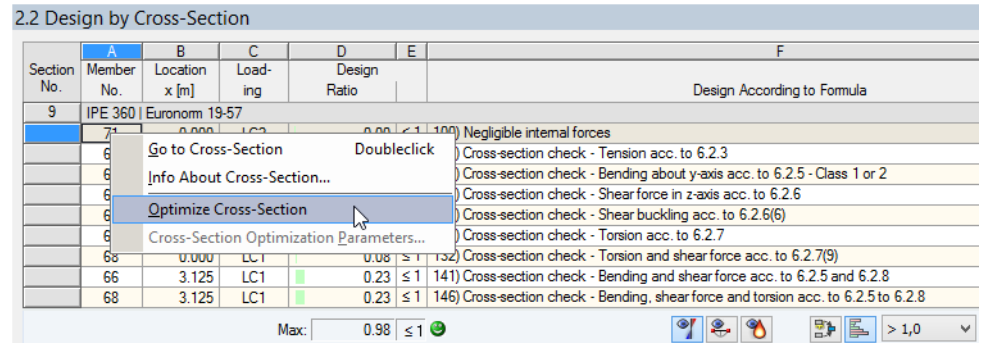 2.2 Design by Cross-Section
A B C D E F
Section Member Location Load- Design
No. No. x [m] ing Ratio Design According to Formula
9 IPE 360 | Euronorm 19-57
71 0.000 LC2 0.00 ≤ 1 100) Negligible internal forces
6 Go to Cross-Section Doubleclick ) Cross-section check - Tension acc. to 6.2.3
6 Info About Cross-Section... ) Cross-section check - Bending about y-axis acc. to 6.2.5 - Class 1 or 2
6 ) Cross-section check - Shear force in z-axis acc. to 6.2.6
6 Optimize Cross-Section ) Cross-section check - Shear buckling acc. to 6.2.6(6)
6 Cross-Section Optimization Parameters... ) Cross-section check - Torsion acc. to 6.2.7
68 0.000 LC1 0.08 ≤ 1 132) Cross-section check - Torsion and shear force acc. to 6.2.7(9)
66 3.125 LC1 0.23 ≤ 1 141) Cross-section check - Bending and shear force acc. to 6.2.5 and 6.2.8
68 3.125 LC1 0.23 ≤ 1 146) Cross-section check - Bending, shear force and torsion acc. to 6.2.5 to 6.2.8
Max: 0.98 ≤ 1 > 1,0